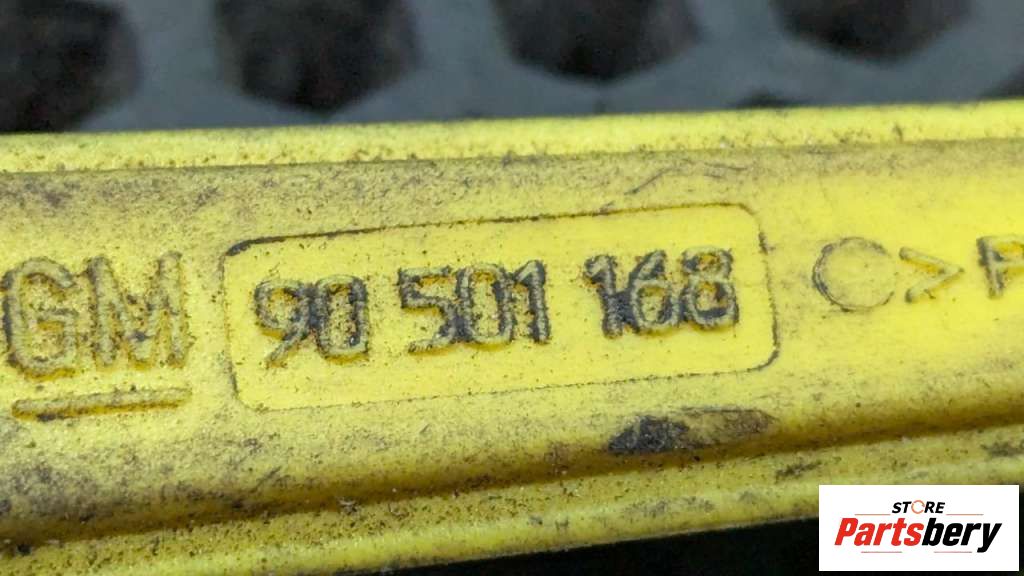 GM 90 501 168 >P
STORE
Partsbery